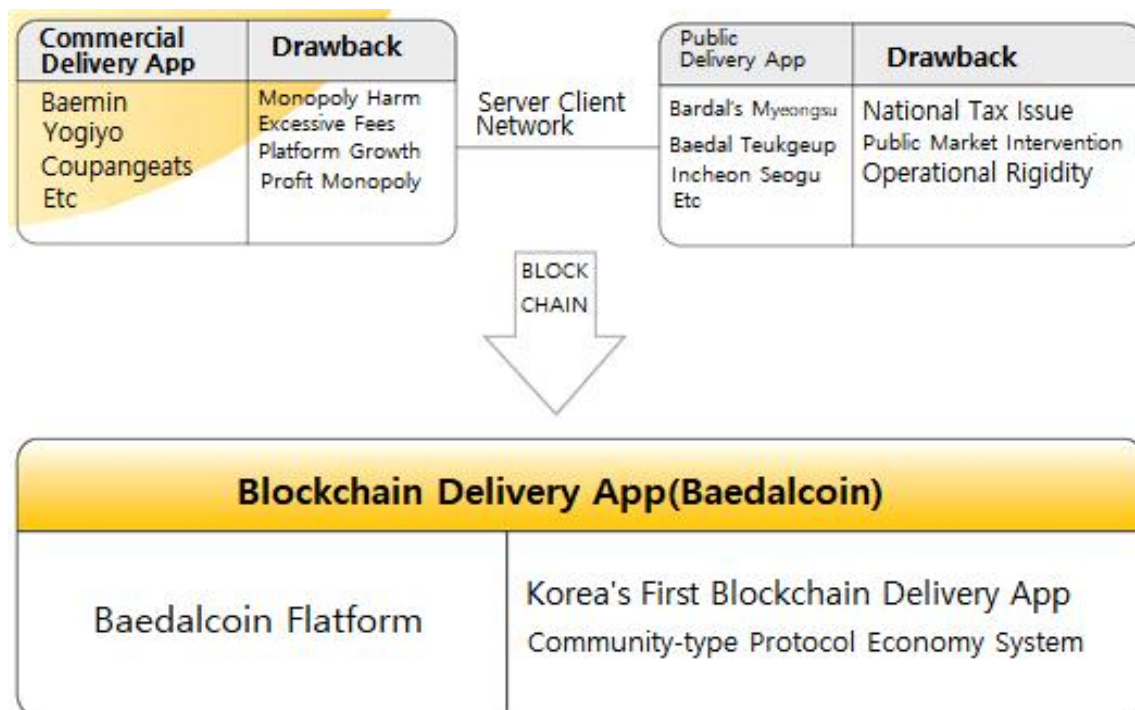 Commercial
Delivery App
Drawback
Baemin
Yogiyo
Coupangeats
Etc
Monopoly Harm
Excessive Fees
Platform Growth
Profit Monopoly
Server Client
Network
Public
Delivery App
Drawback
Bardal's Myeongsu
Baedal Teukgeup
Incheon Seogu
Etc
National Tax Issue
Public Market Intervention
Operational Rigidity
BLOCK
CHAIN
Blockchain Delivery App(Baedalcoin)
Baedalcoin Flatform
Korea's First Blockchain Delivery App
Community-type Protocol Economy System